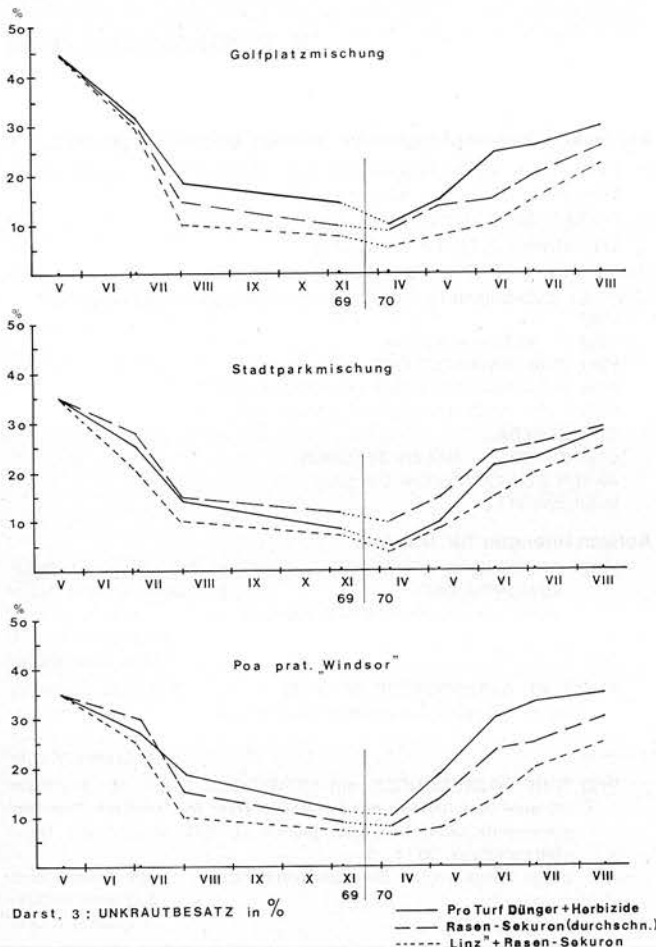 %
50
Golfplatzmischung
40
30
20
10
V VI VII VIII IX X XI IV V VI VII VIII
69 70
%
50
Stadtparkmischung
40
30
20
10
V VI VII VIII IX X XI IV V VI VII VIII
69 70
%
50
Poa prat. „Windsor”
40
30
20
10
V VI VII VIII IX X XI IV V VI VII VIII
69 70
Darst. 3: UNKRAUTBESATZ in %
Pro Turf Dünger + Herbizide
Rasen-Sekuron (durchschn.)
Linz" + Rasen-Sekuron